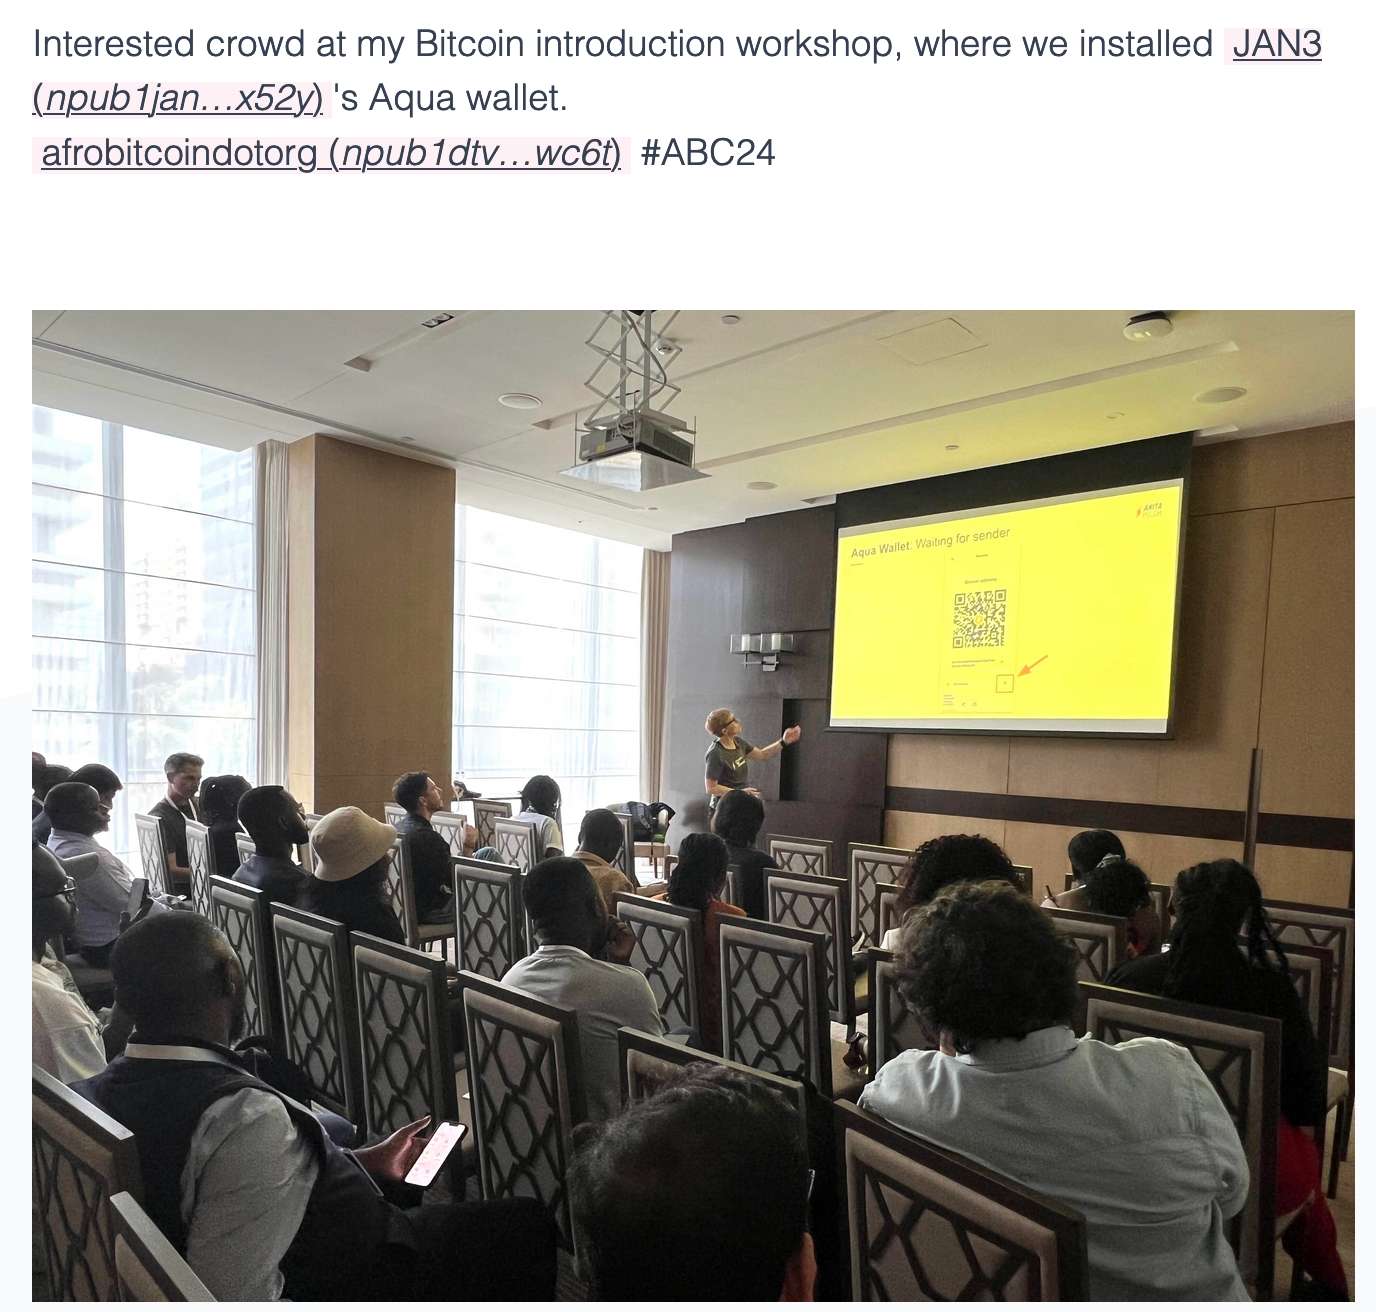 Interested crowd at my Bitcoin introduction workshop, where we installed JAN3
(npub1jan…x52y) 's Aqua wallet.
afrobitcoindotorg (npub1dtv…wc6t) #ABC24
Aqua Wallet: Waiting for sender